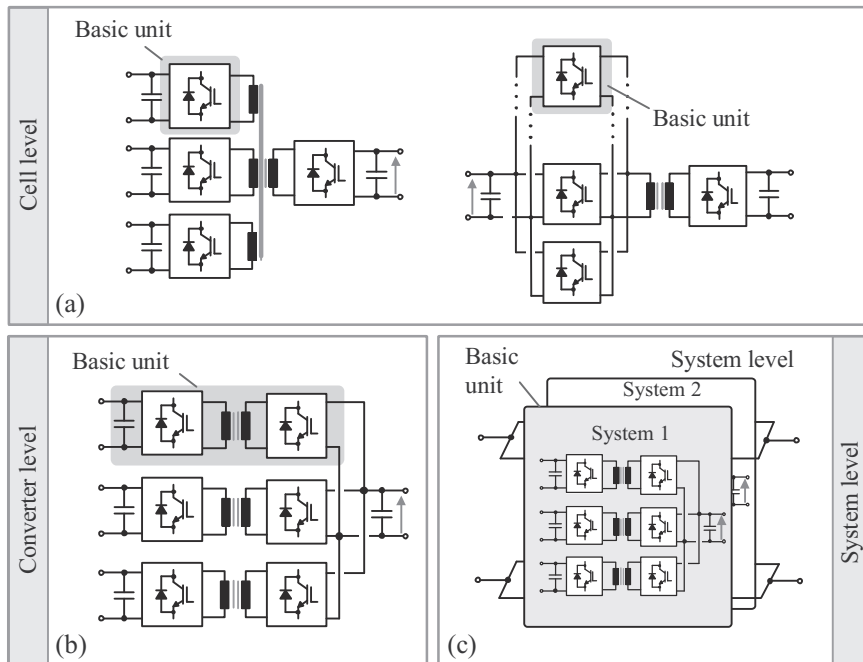 Cell level
Basic unit
Basic unit
(a)
Converter level
Basic unit
(b)
Basic
unit
System level
System 2
System 1
(c)
System level